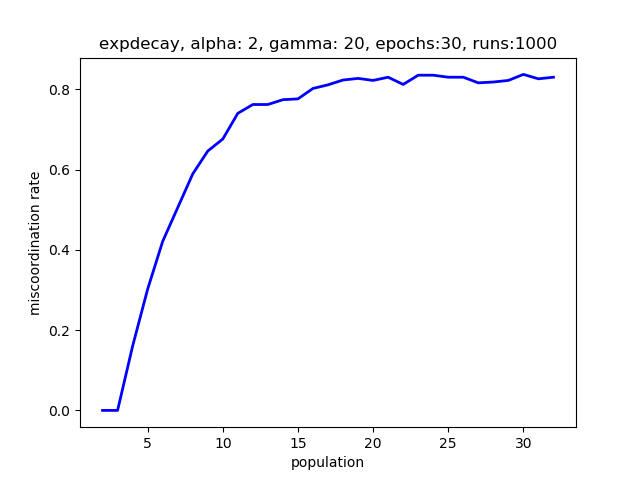 expdecay, alpha: 2, gamma: 20, epochs:30, runs:1000
miscoordination rate
0.8
0.6
0.4
0.2
0.0
5 10 15 20 25 30
population